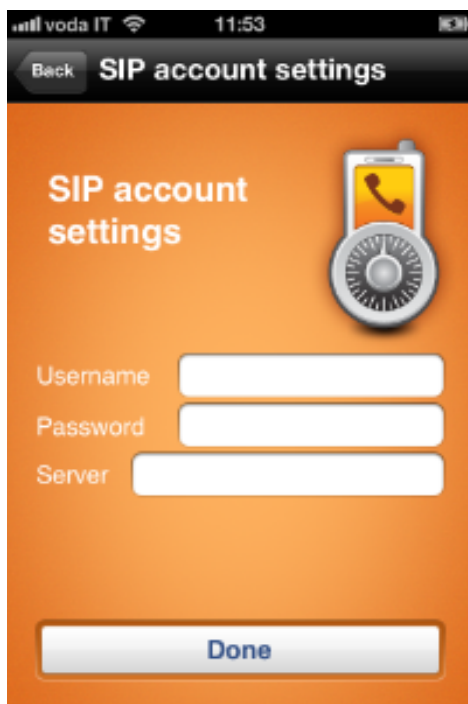 voda IT 11:53
Back SIP account settings
SIP account
settings
Username
Password
Server
Done